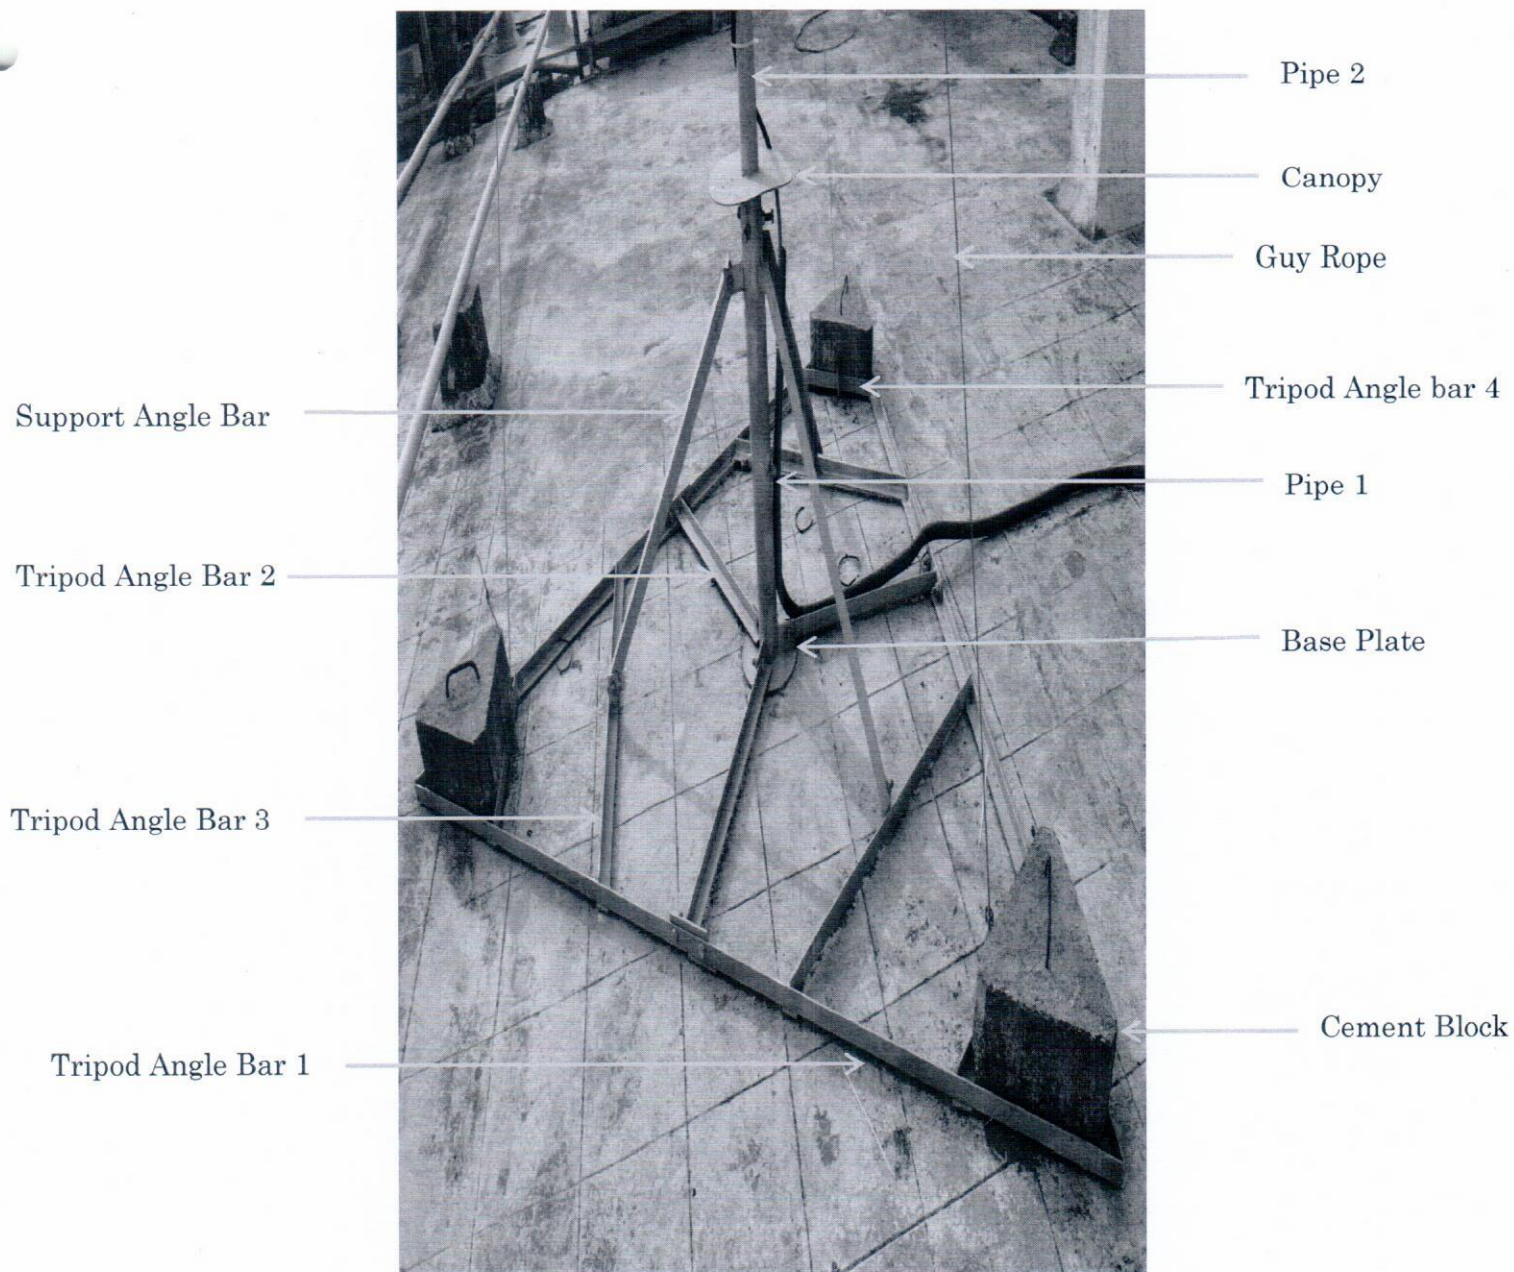 Pipe 2
Canopy
Guy Rope
Tripod Angle bar 4
Support Angle Bar
Pipe 1
Tripod Angle Bar 2
Base Plate
Tripod Angle Bar 3
Cement Block
Tripod Angle Bar 1